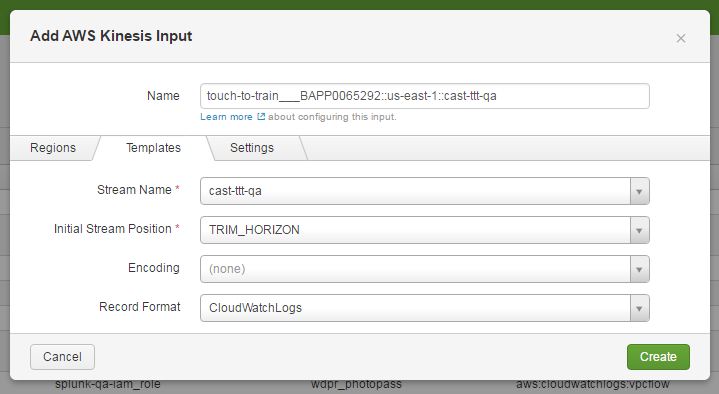 Add AWS Kinesis Input
×
Name touch-to-train___BAPP0065292::us-east-1::cast-ttt-qa
Learn more about configuring this input.
Regions Templates Settings
Stream Name * cast-ttt-qa
Initial Stream Position * TRIM_HORIZON
Encoding (none)
Record Format CloudWatchLogs
Cancel Create
splunk-qa-iam_role wdpr_photopass aws:cloudwatchlogs:vpcflow